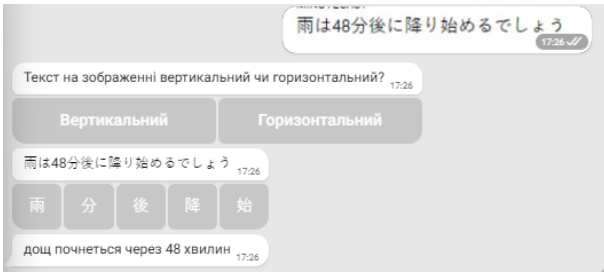 雨は48分後に降り始めるでしょう
17:26
Текст на зображенні вертикальний чи горизонтальний? 17:26
Вертикальний Горизонтальний
雨は48分後に降り始めるでしょう 17:26
雨 分 後 降 始
дощ почнеться через 48 хвилин 17:26